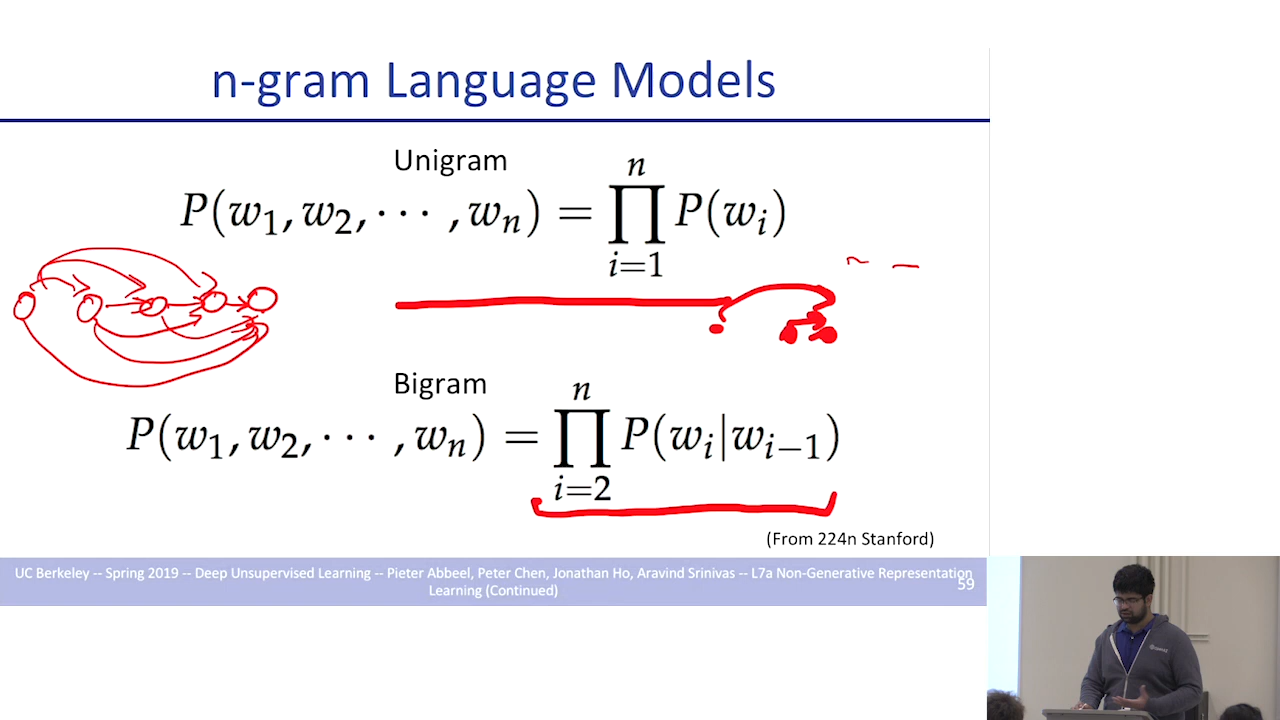 n-gram Language Models
Unigram
P(w₁, w₂, ⋯ , wₙ) = ∏ᵢ₌₁ⁿ P(wᵢ)
Bigram
P(w₁, w₂, ⋯ , wₙ) = ∏ᵢ₌₂ⁿ P(wᵢ|wᵢ₋₁)
(From 224n Stanford)
UC Berkeley -- Spring 2019 -- Deep Unsupervised Learning -- Pieter Abbeel, Peter Chen, Jonathan Ho, Aravind Srinivas -- L7a Non-Generative Representation
Learning (Continued)
59